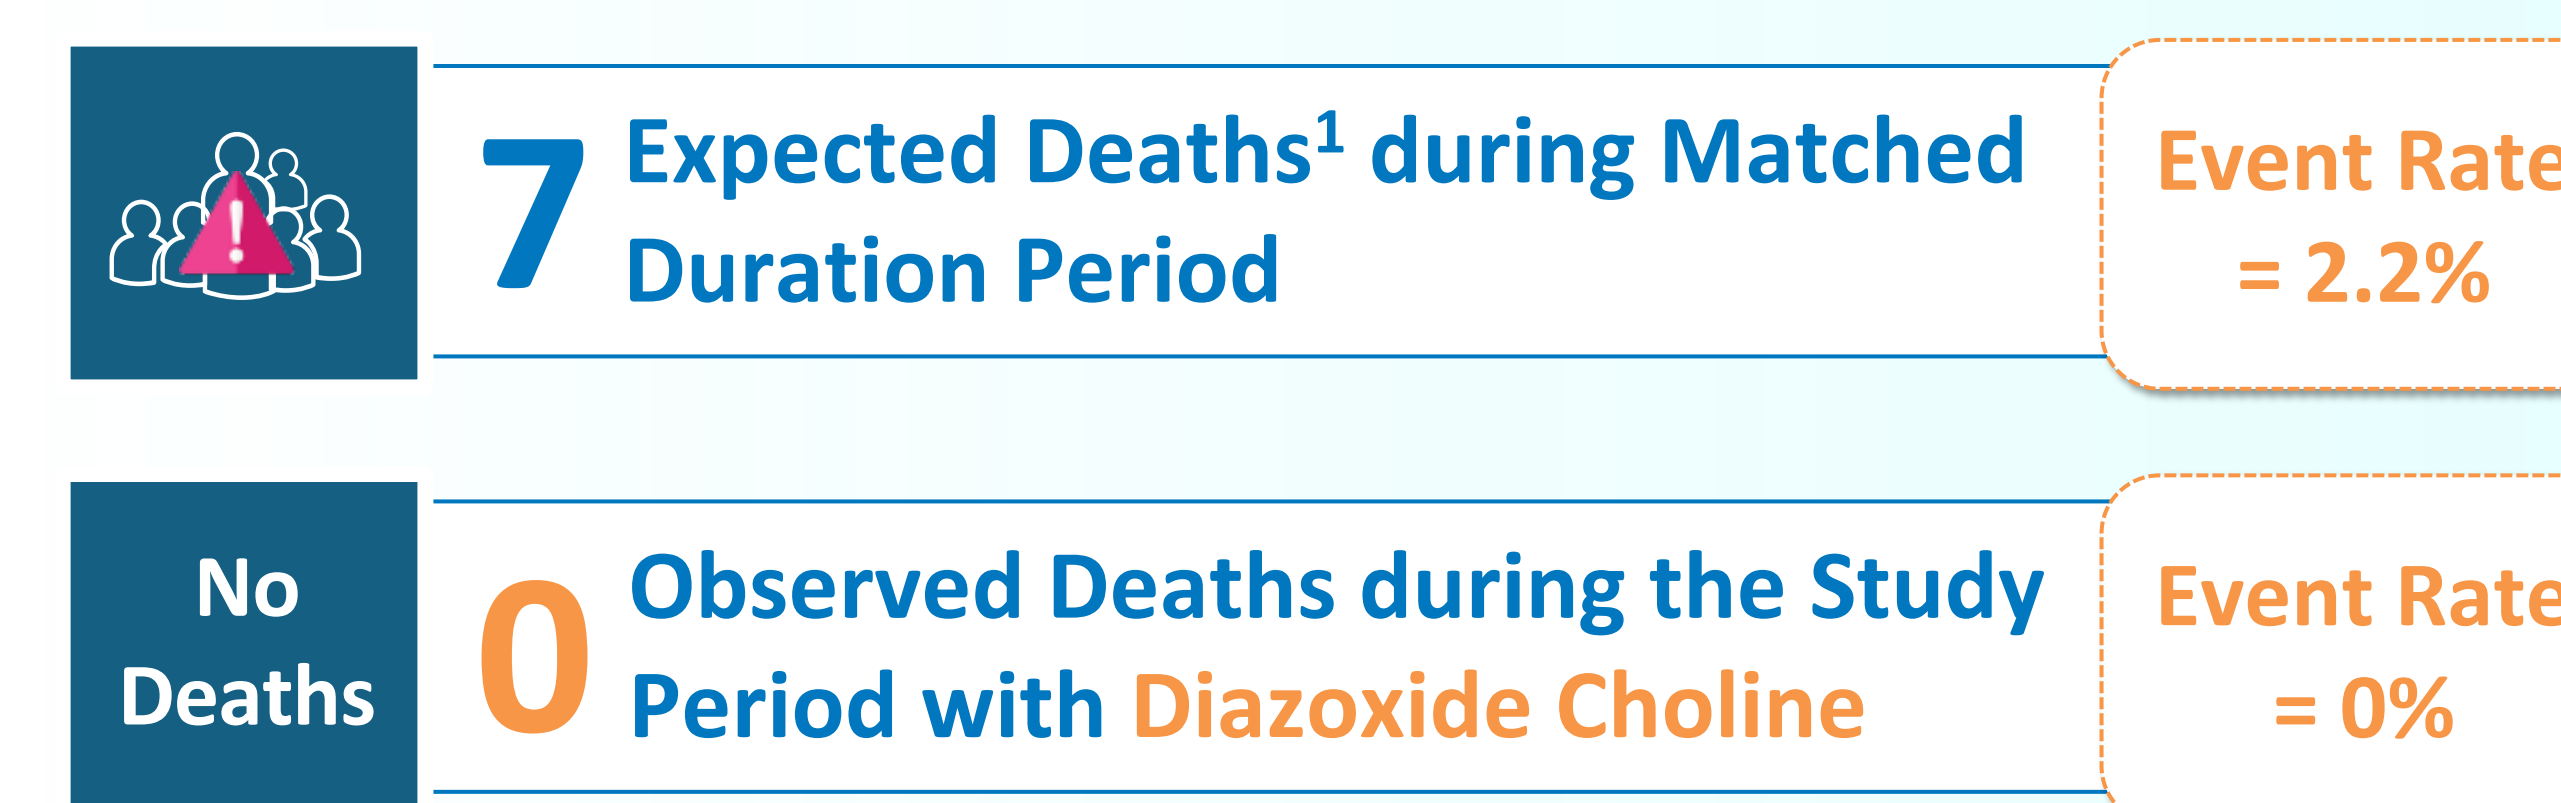 7
Expected Deaths¹ during Matched
Duration Period
Event Rate
= 2.2%
No
Deaths
0
Observed Deaths during the Study
Period with Diazoxide Choline
Event Rate
= 0%